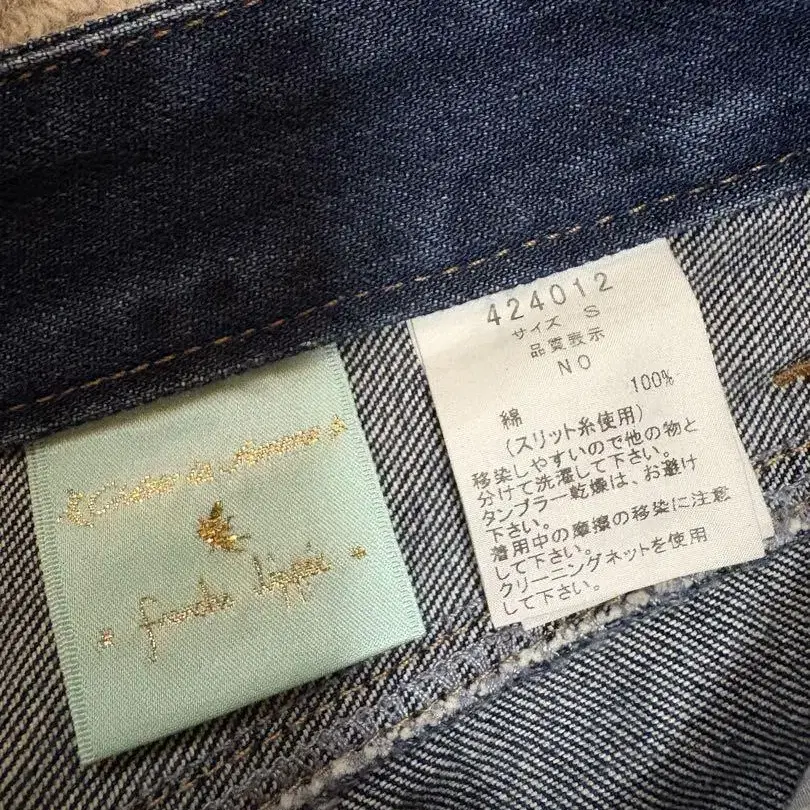 424012
サイズ S
品質表示
NO
綿 100%
(スリット糸使用)
移染しやすいので他の物と
分けて洗濯して下さい。
タンブラー乾燥は、お避け
下さい。
着用中の摩擦の移染に注意
して下さい。
クリーニングネットを使用
して下さい。